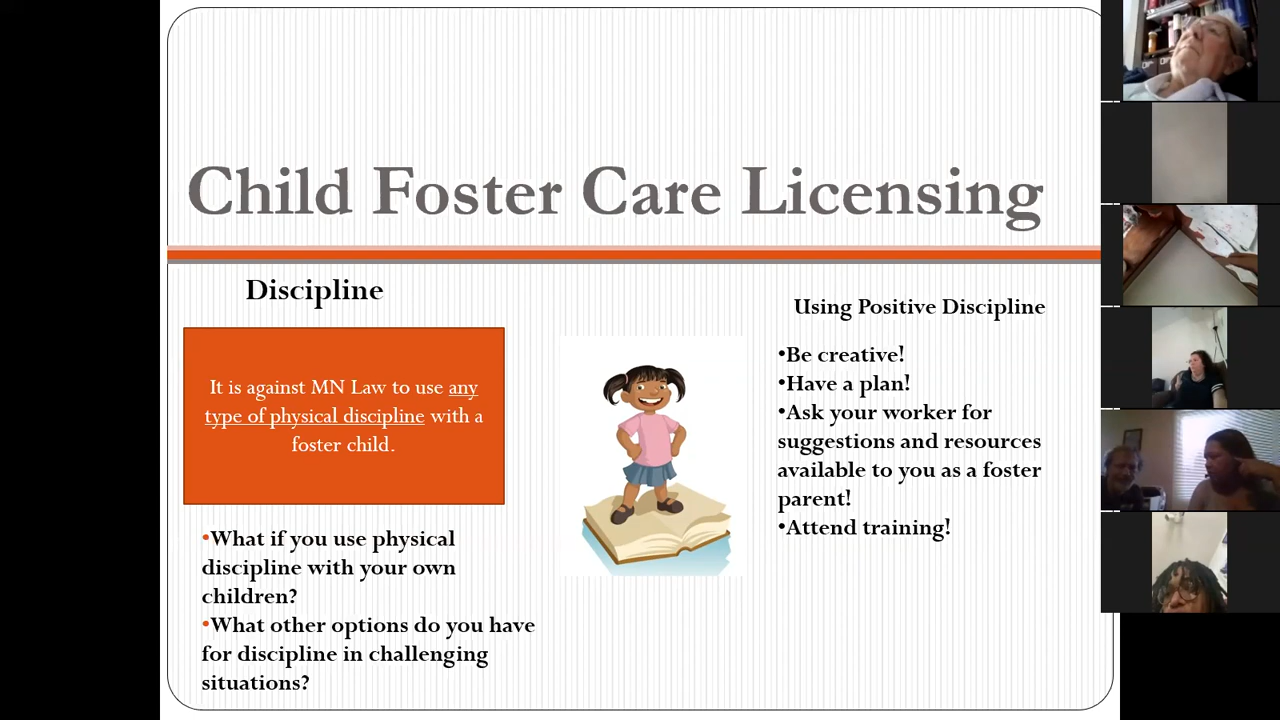 Child Foster Care Licensing
Discipline
It is against MN Law to use any
type of physical discipline with a
foster child.
•What if you use physical
discipline with your own
children?
•What other options do you have
for discipline in challenging
situations?
Using Positive Discipline
•Be creative!
•Have a plan!
•Ask your worker for
suggestions and resources
available to you as a foster
parent!
•Attend training!